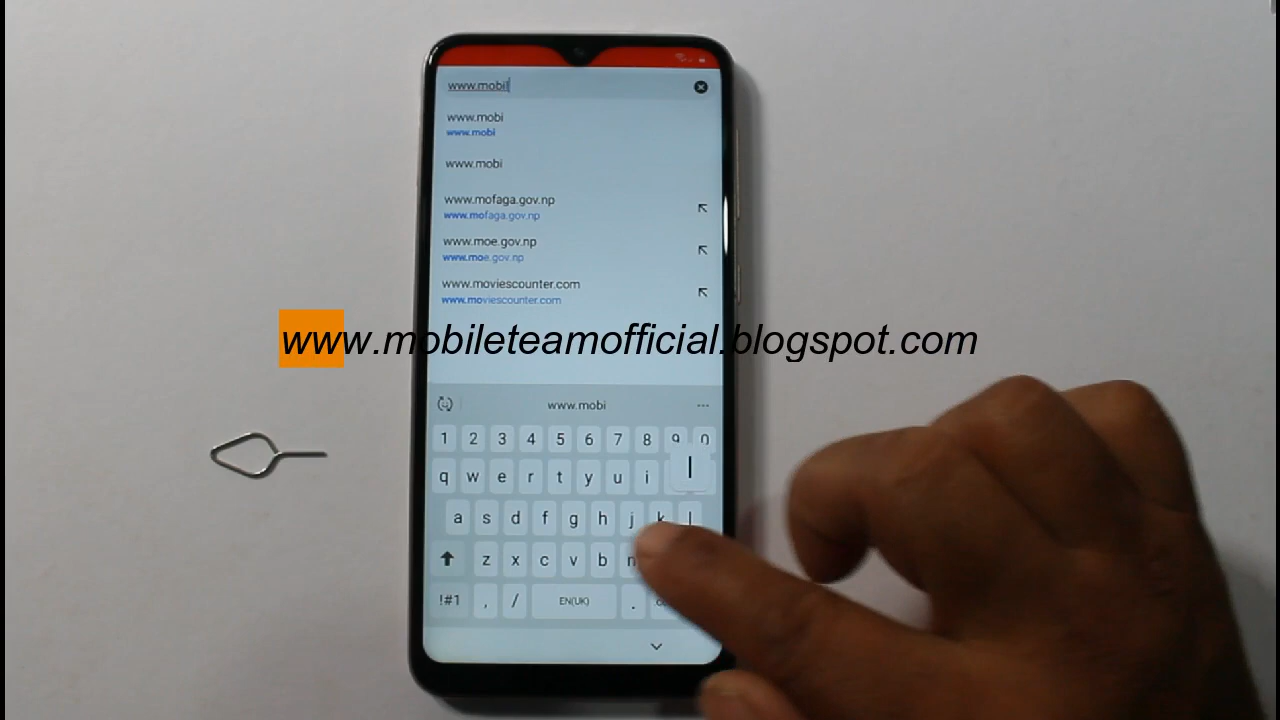 www.mobil
www.mobi
www.mobi
www.mobi
www.mofaga.gov.np
www.mofaga.gov.np
www.moe.gov.np
www.moe.gov.np
www.moviescounter.com
www.moviescounter.com
www.mobileteamofficial.blogspot.com
www.mobi ...
1 2 3 4 5 6 7 8 9 0
q w e r t y u i l
a s d f g h j k l
z x c v b n
!#1 , / EN(UK) .